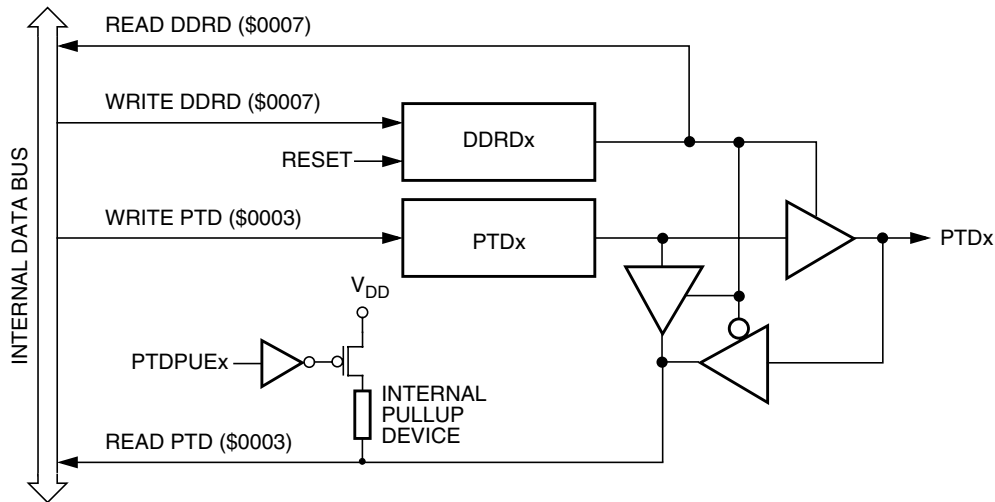 READ DDRD ($0007)
WRITE DDRD ($0007)
DDRDx
RESET
WRITE PTD ($0003)
PTDx
PTDx
VDD
PTDPUEx
INTERNAL
PULLUP
DEVICE
READ PTD ($0003)
INTERNAL DATA BUS